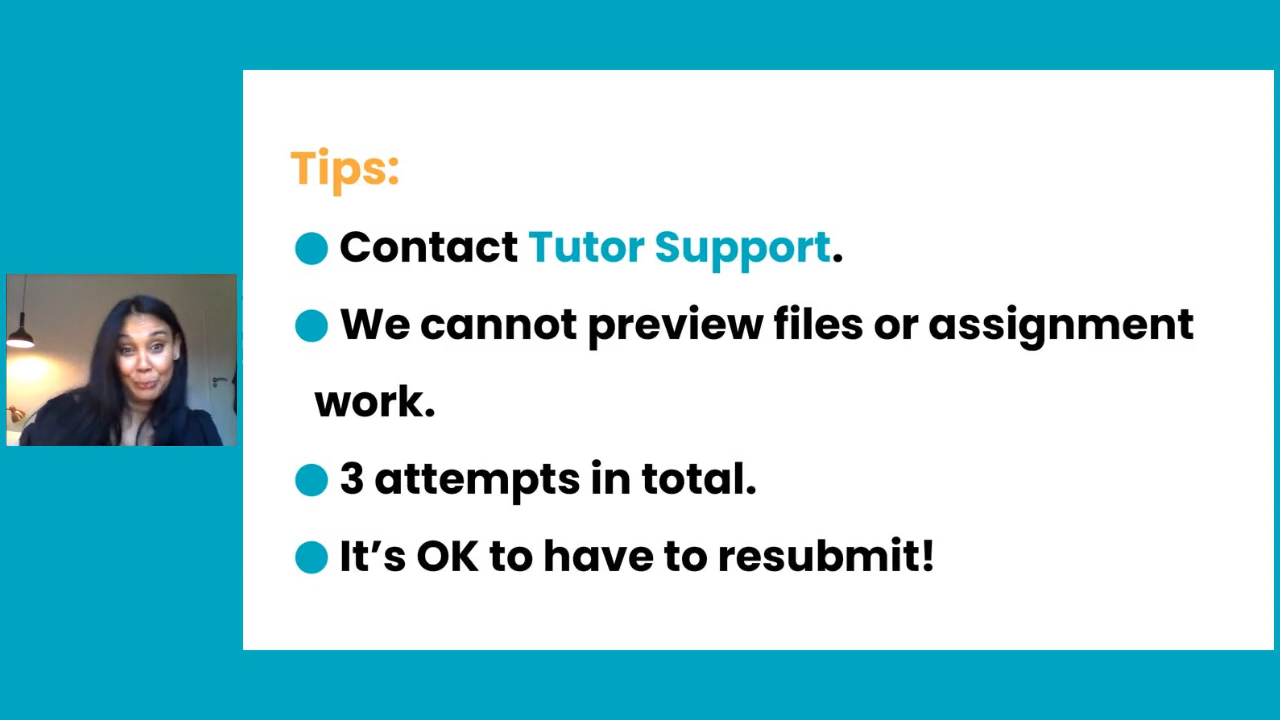 Tips:
● Contact Tutor Support.
● We cannot preview files or assignment
work.
● 3 attempts in total.
● It’s OK to have to resubmit!